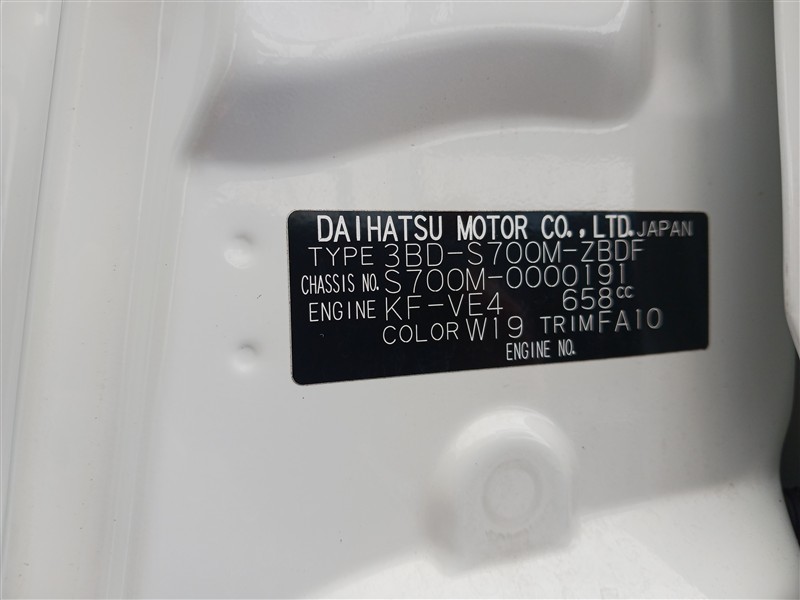 DAIHATSU MOTOR CO.,LTD.JAPAN
TYPE 3BD-S700M-ZBDF
CHASSIS NO.S700M-0000191
ENGINE KF-VE4 658cc
COLOR W19 TRIM FA10
ENGINE NO.